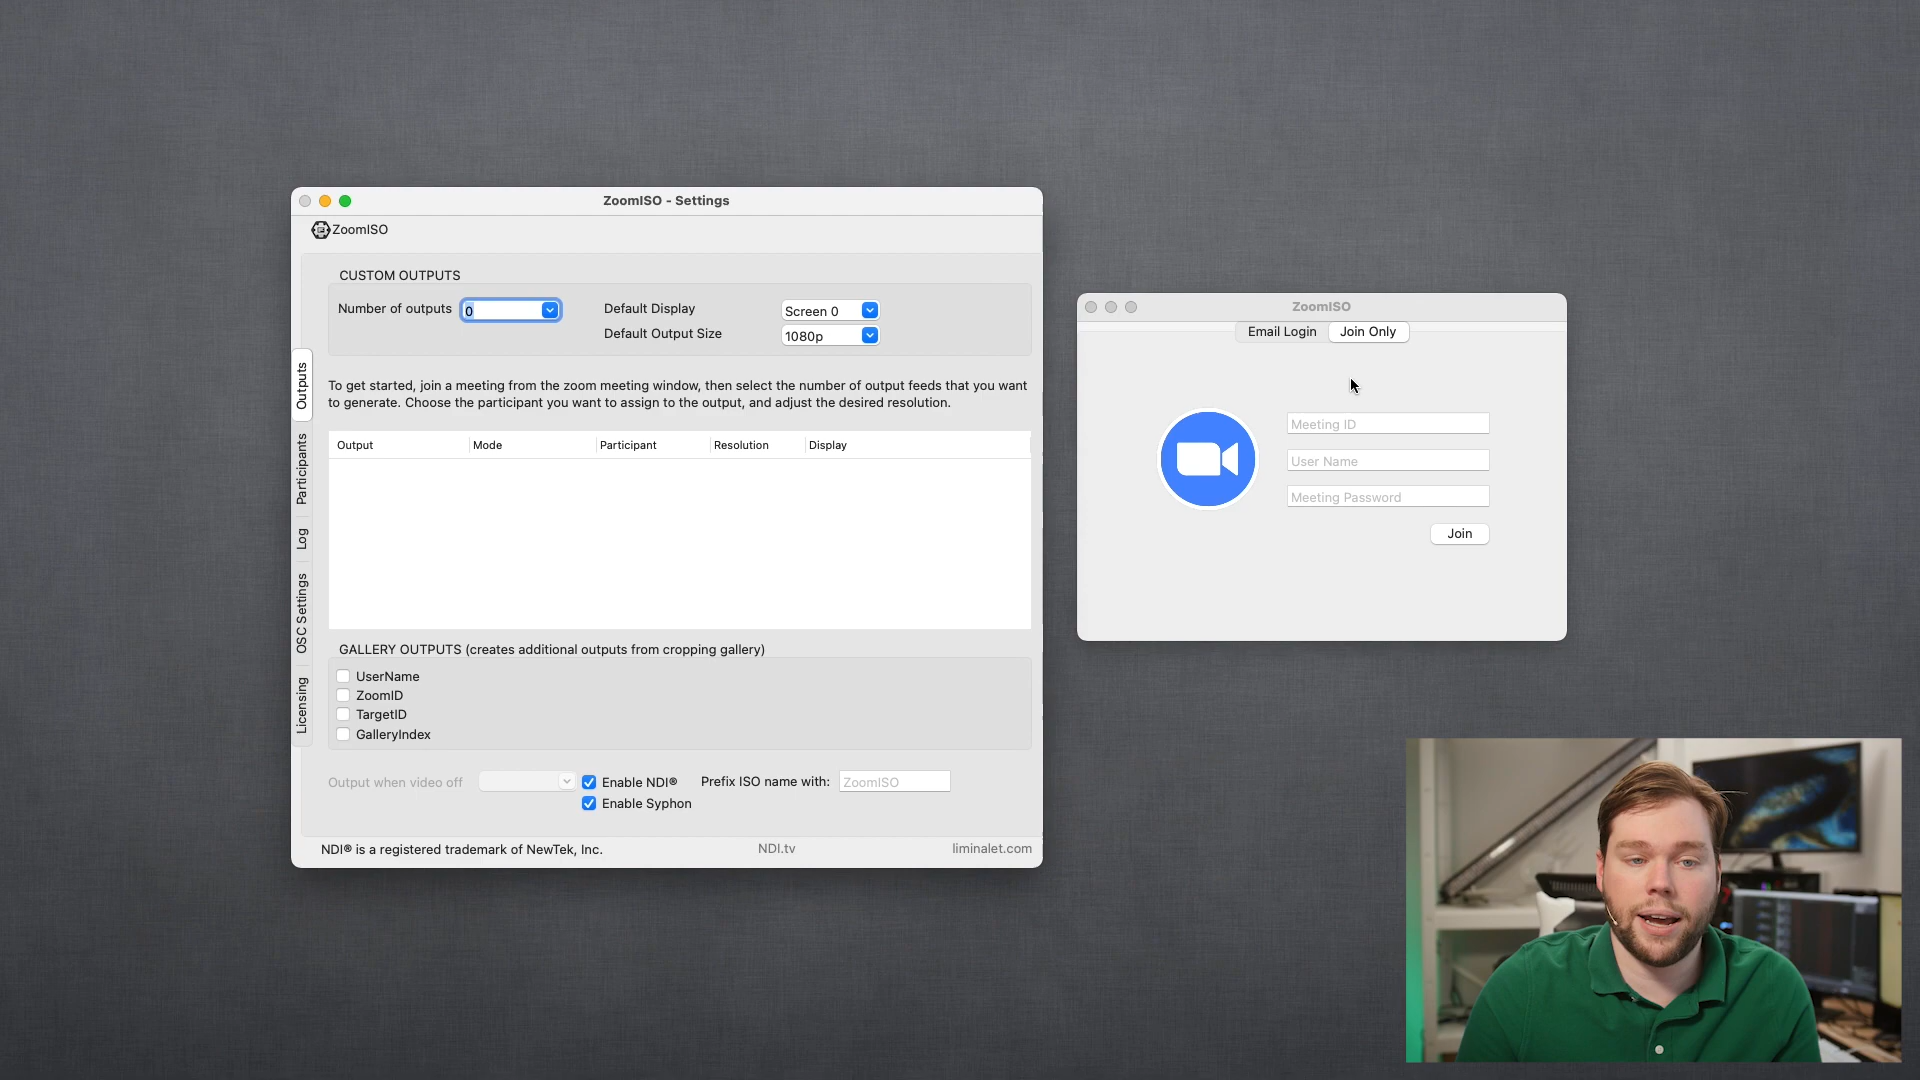 ZoomISO - Settings
ZoomISO
CUSTOM OUTPUTS
Number of outputs 0 Default Display Screen 0
Default Output Size 1080p
To get started, join a meeting from the zoom meeting window, then select the number of output feeds that you want
to generate. Choose the participant you want to assign to the output, and adjust the desired resolution.
Output Mode Participant Resolution Display
Outputs
Participants
Log
OSC Settings
Licensing
GALLERY OUTPUTS (creates additional outputs from cropping gallery)
UserName
ZoomID
TargetID
GalleryIndex
Output when video off Enable NDI® Prefix ISO name with: ZoomISO
Enable Syphon
NDI® is a registered trademark of NewTek, Inc. NDI.tv liminalet.com
ZoomISO
Email Login Join Only
Meeting ID
User Name
Meeting Password
Join